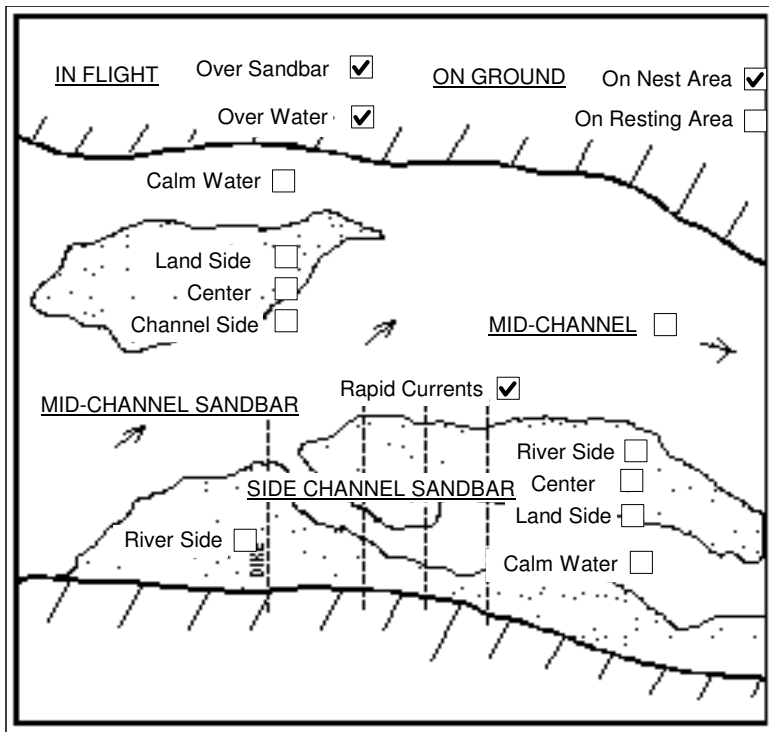 IN FLIGHT Over Sandbar ON GROUND On Nest Area
Over Water On Resting Area
Calm Water
Land Side
Center
Channel Side
MID-CHANNEL
Rapid Currents
MID-CHANNEL SANDBAR
River Side
SIDE CHANNEL SANDBAR Center
Land Side
River Side
DIKE
Calm Water